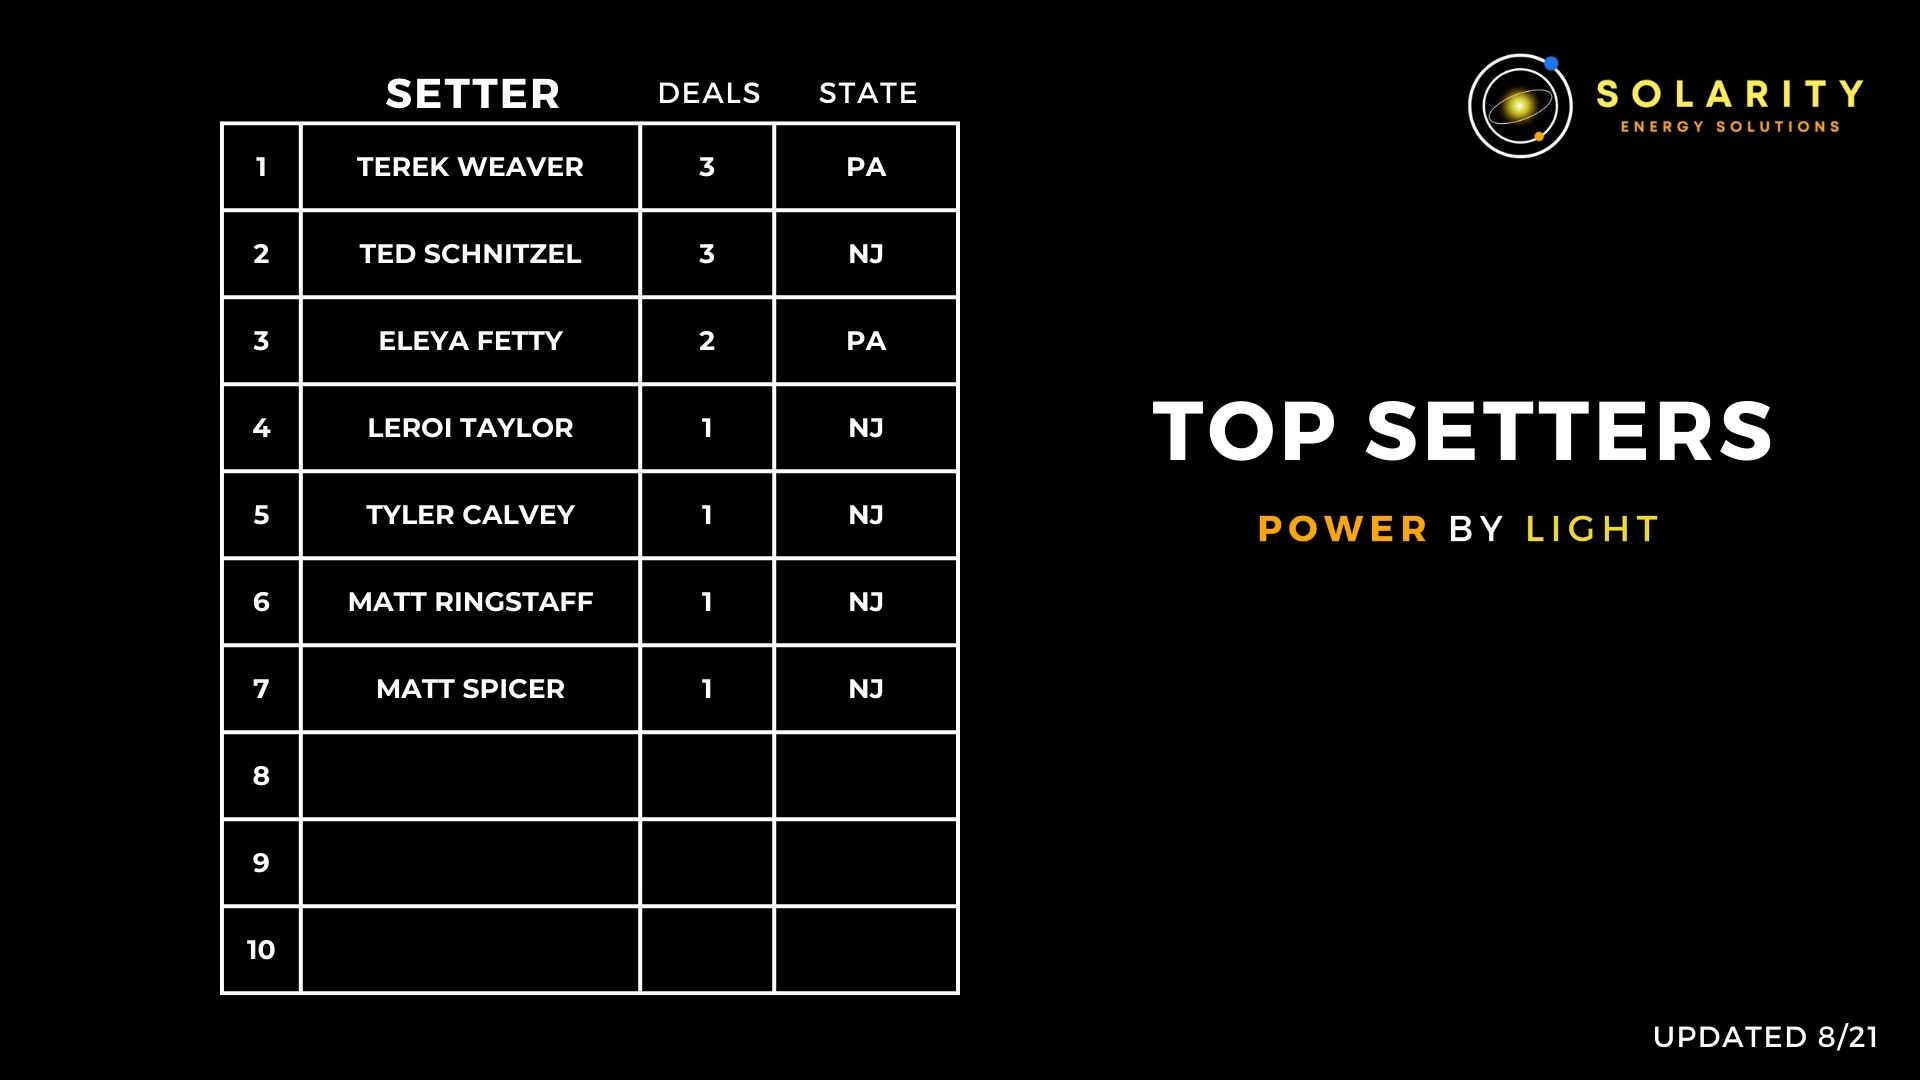 SETTER DEALS STATE
1 TEREK WEAVER 3 PA
2 TED SCHNITZEL 3 NJ
3 ELEYA FETTY 2 PA
4 LEROI TAYLOR 1 NJ
5 TYLER CALVEY 1 NJ
6 MATT RINGSTAFF 1 NJ
7 MATT SPICER 1 NJ
8
9
10
SOLARITY
ENERGY SOLUTIONS
TOP SETTERS
POWER BY LIGHT
UPDATED 8/21